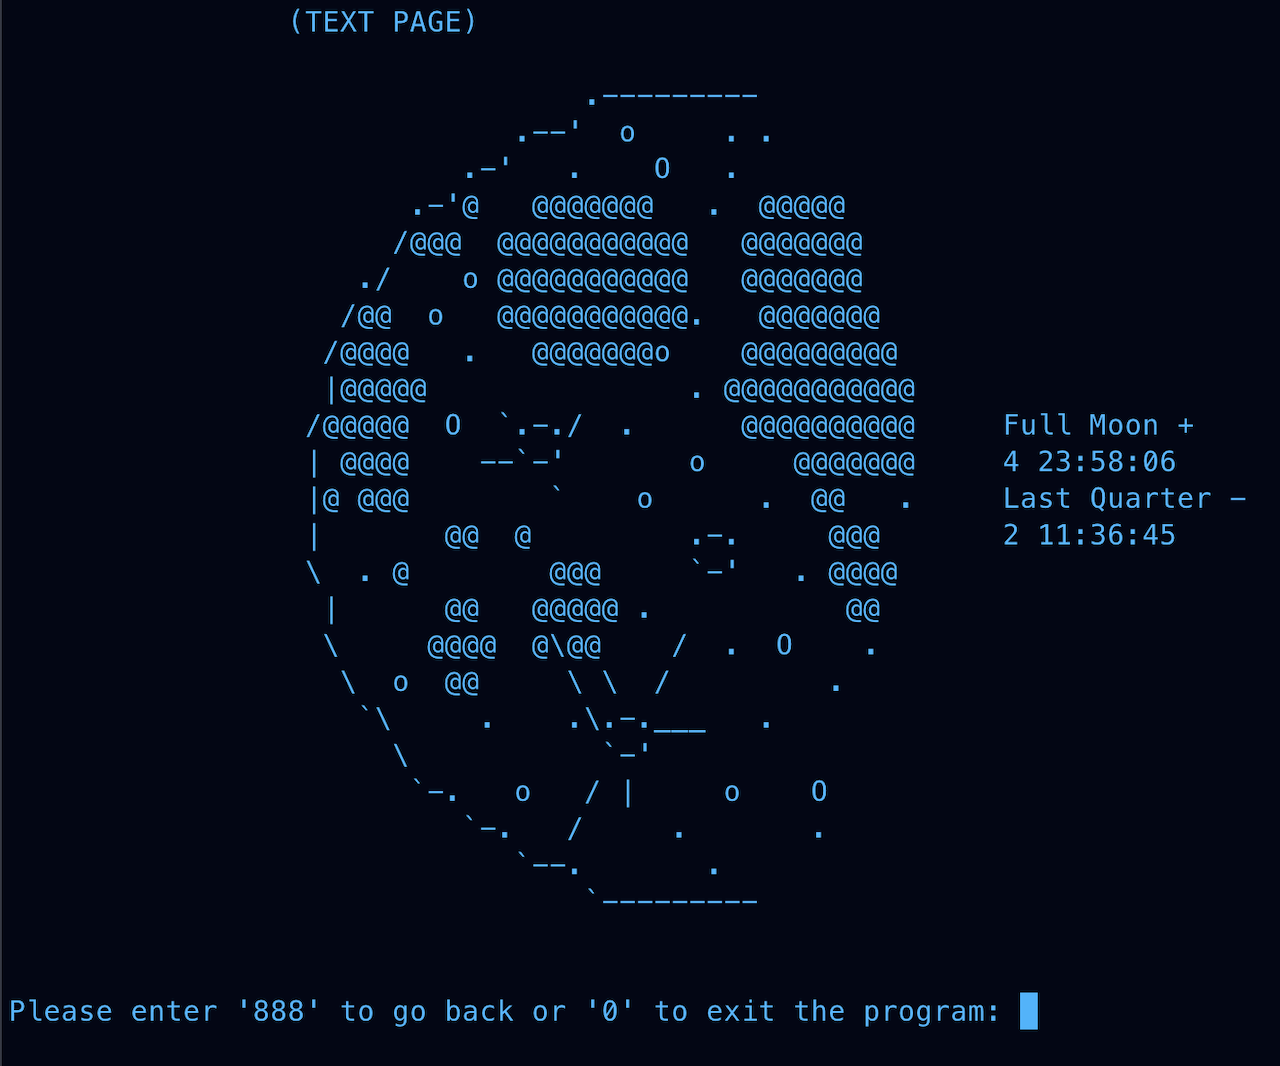 (TEXT PAGE)
Full Moon +
4 23:58:06
Last Quarter −
2 11:36:45
Please enter '888' to go back or '0' to exit the program: